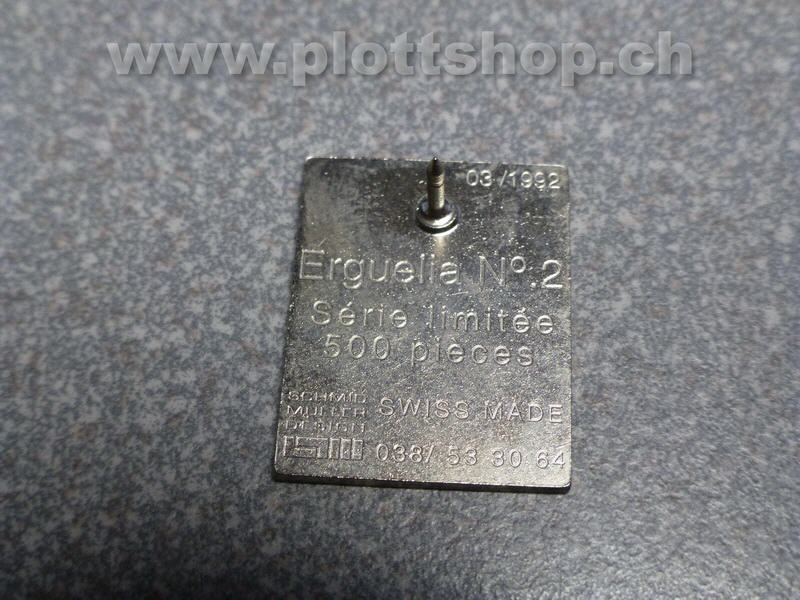 www.plottshop.ch
03/1992
Erguelia Nº.2
Série limitée
500 pieces
SCHMID
MULLER
DESIGN
SWISS MADE
038/ 53 30 64